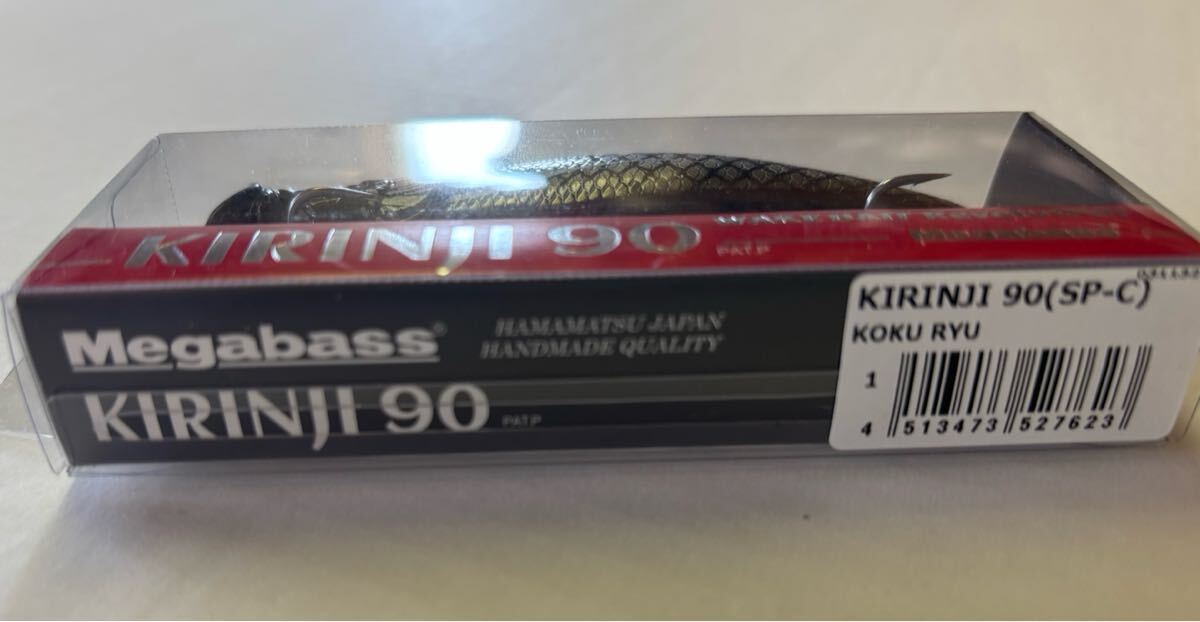 KIRINJI 90
PAT.P
WAKEBAIT
Megabass®
HAMAMATSU JAPAN
HANDMADE QUALITY
KIRINJI 90
PAT.P
KIRINJI 90(SP-C)
KOKU RYU
1
4 513473 527623